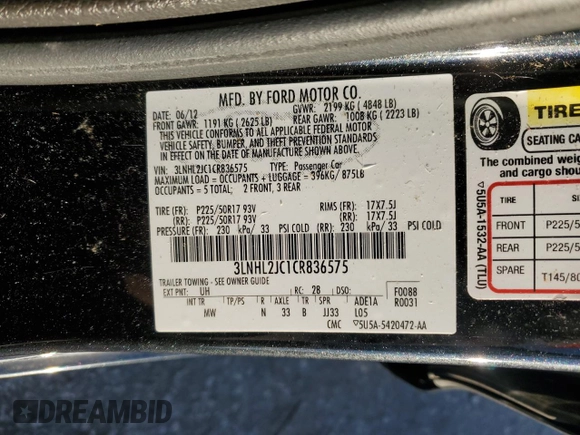 MFD. BY FORD MOTOR CO.
DATE: 06/12 GVWR: 2199 KG ( 4848 LB)
FRONT GAWR: 1191 KG ( 2625 LB) REAR GAWR: 1008 KG ( 2223 LB)
THIS VEHICLE CONFORMS TO ALL APPLICABLE FEDERAL MOTOR
VEHICLE SAFETY, BUMPER, AND THEFT PREVENTION STANDARDS
IN EFFECT ON THE DATE OF MANUFACTURE SHOWN ABOVE.
VIN: 3LNHL2JC1CR836575 TYPE: Passenger Car
MAXIMUM LOAD = OCCUPANTS + LUGGAGE = 396KG/ 875LB
OCCUPANTS = 5 TOTAL: 2 FRONT, 3 REAR
TIRE (FR): P225/50R17 93V RIMS (FR): 17X7.5J
(RR): P225/50R17 93V (RR): 17X7.5J
PRESSURE (FR): 230 kPa/ 33 PSI COLD (RR): 230 kPa/ 33 PSI COLD
3LNHL2JC1CR836575
TRAILER TOWING - SEE OWNER GUIDE
EXT PNT: UH RC: 28 DSO: F0088
INT TR TP/PS R AXLE TR SPR ADE1A R0031
MW N 33 B JJ33 L05
CMC ▽5U5A-5420472-AA
▽5U5A-1532-AA (TLU)
TIRE
SEATING CA
The combined weig
and cargo shou
TIRE SI
FRONT P225/5
REAR P225/5
SPARE T145/80
DREAMBID